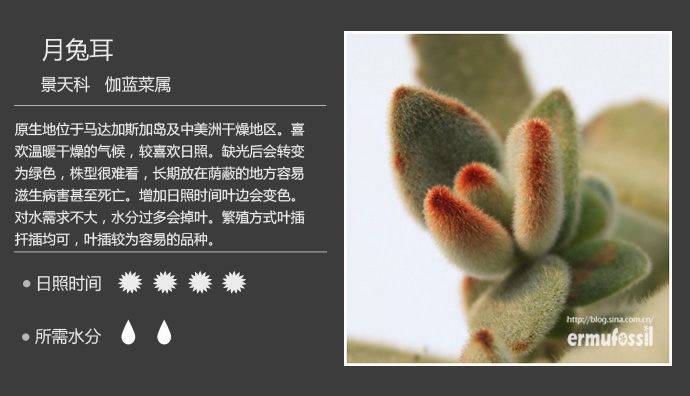 月兔耳
景天科 伽蓝菜属
原生地位于马达加斯加岛及中美洲干燥地区。喜
欢温暖干燥的气候，较喜欢日照。缺光后会转变
为绿色，株型很难看，长期放在荫蔽的地方容易
滋生病害甚至死亡。增加日照时间叶边会变色。
对水需求不大，水分过多会掉叶。繁殖方式叶插
扦插均可，叶插较为容易的品种。
日照时间
所需水分
http://blog.sina.com.cn/
ermufossil